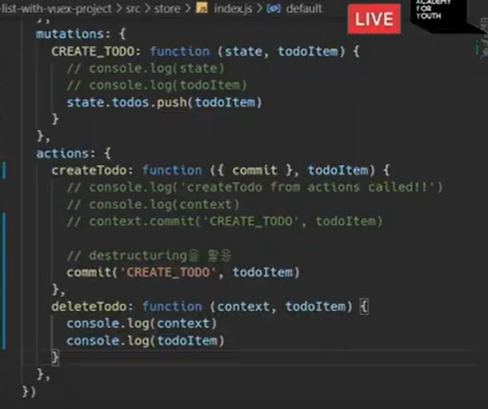 -list-with-vuex-project > src > store > index.js > default
LIVE
ACADEMY
FOR
YOUTH
mutations: {
CREATE_TODO: function (state, todoItem) {
// console.log(state)
// console.log(todoItem)
state.todos.push(todoItem)
}
},
actions: {
createTodo: function ({ commit }, todoItem) {
// console.log('createTodo from actions called!!')
// console.log(context)
// context.commit('CREATE_TODO', todoItem)
// destructuring을 활용
commit('CREATE_TODO', todoItem)
},
deleteTodo: function (context, todoItem) {
console.log(context)
console.log(todoItem)
}
},
})